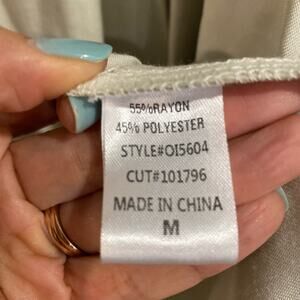 55%RAYON
45% POLYESTER
STYLE#OI5604
CUT#101796
MADE IN CHINA
M